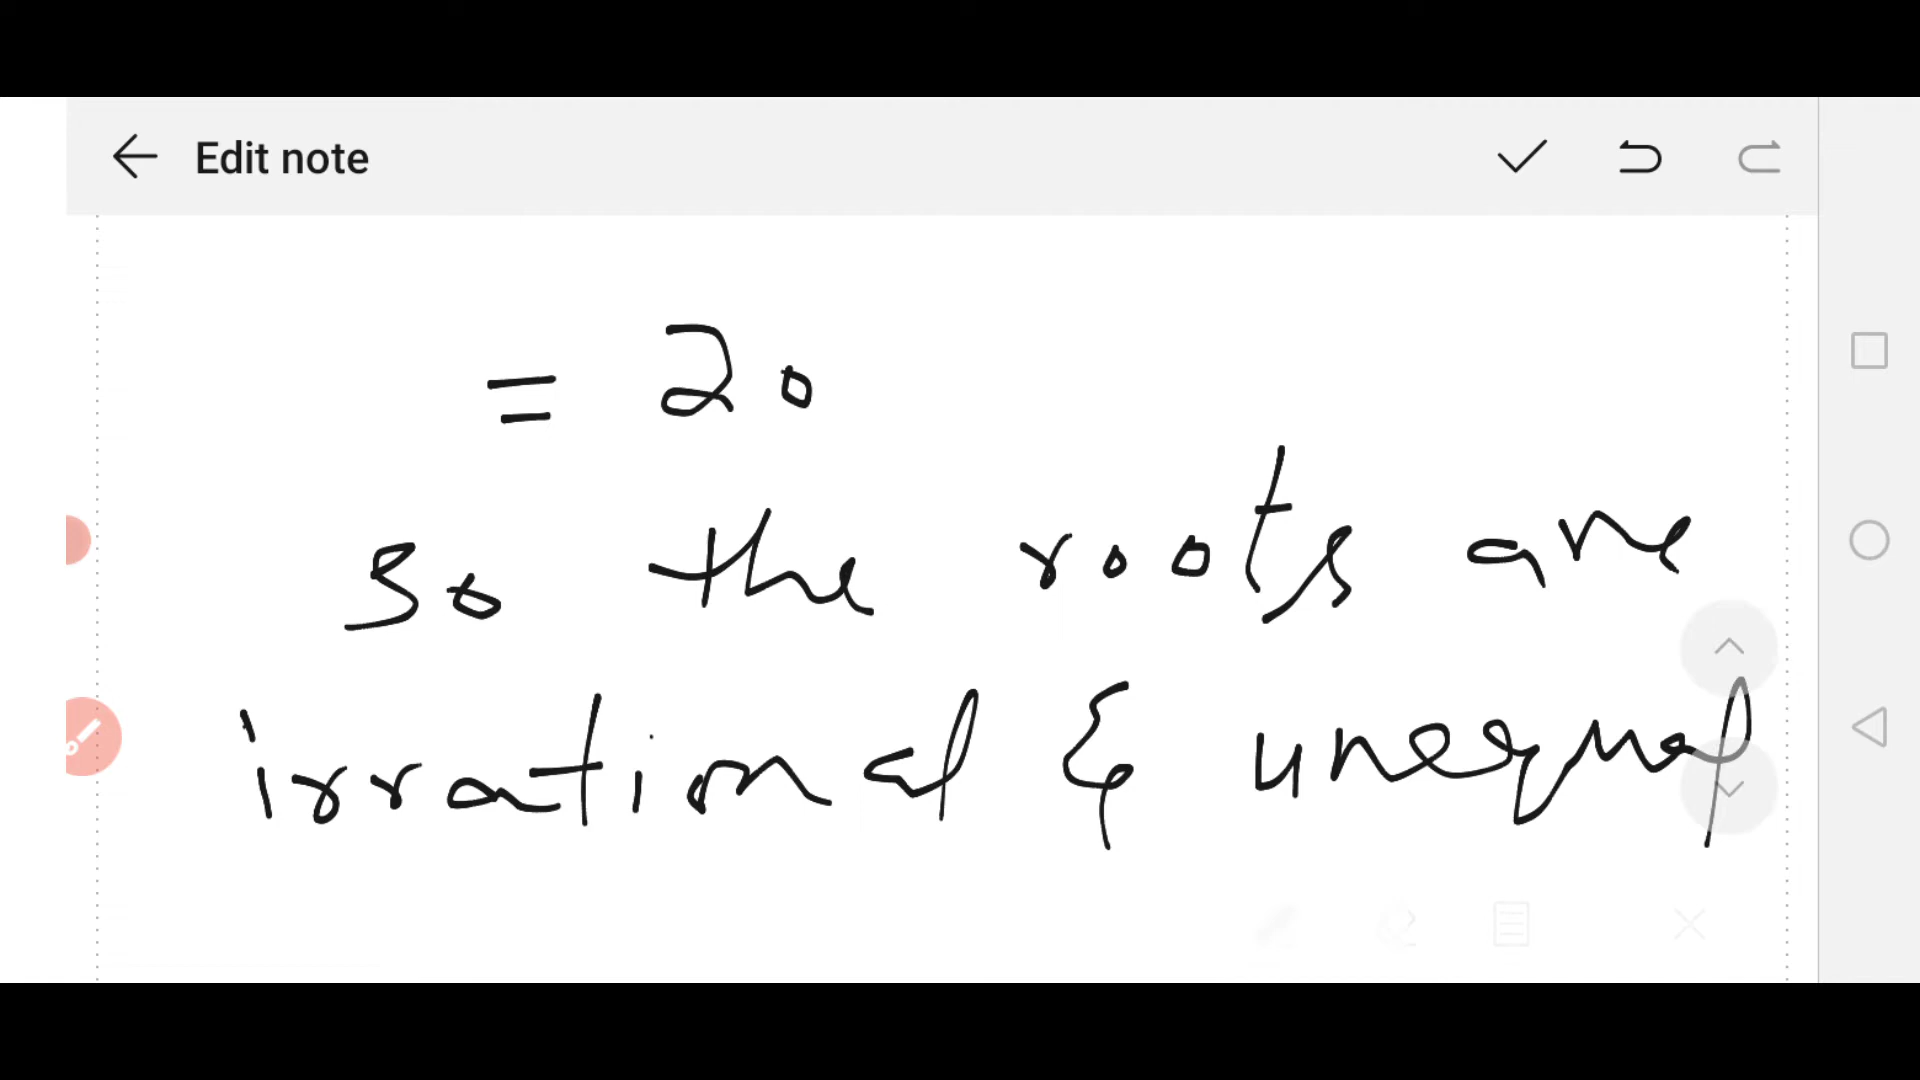 Edit note
= 20
So the roots are
irrational & unequal